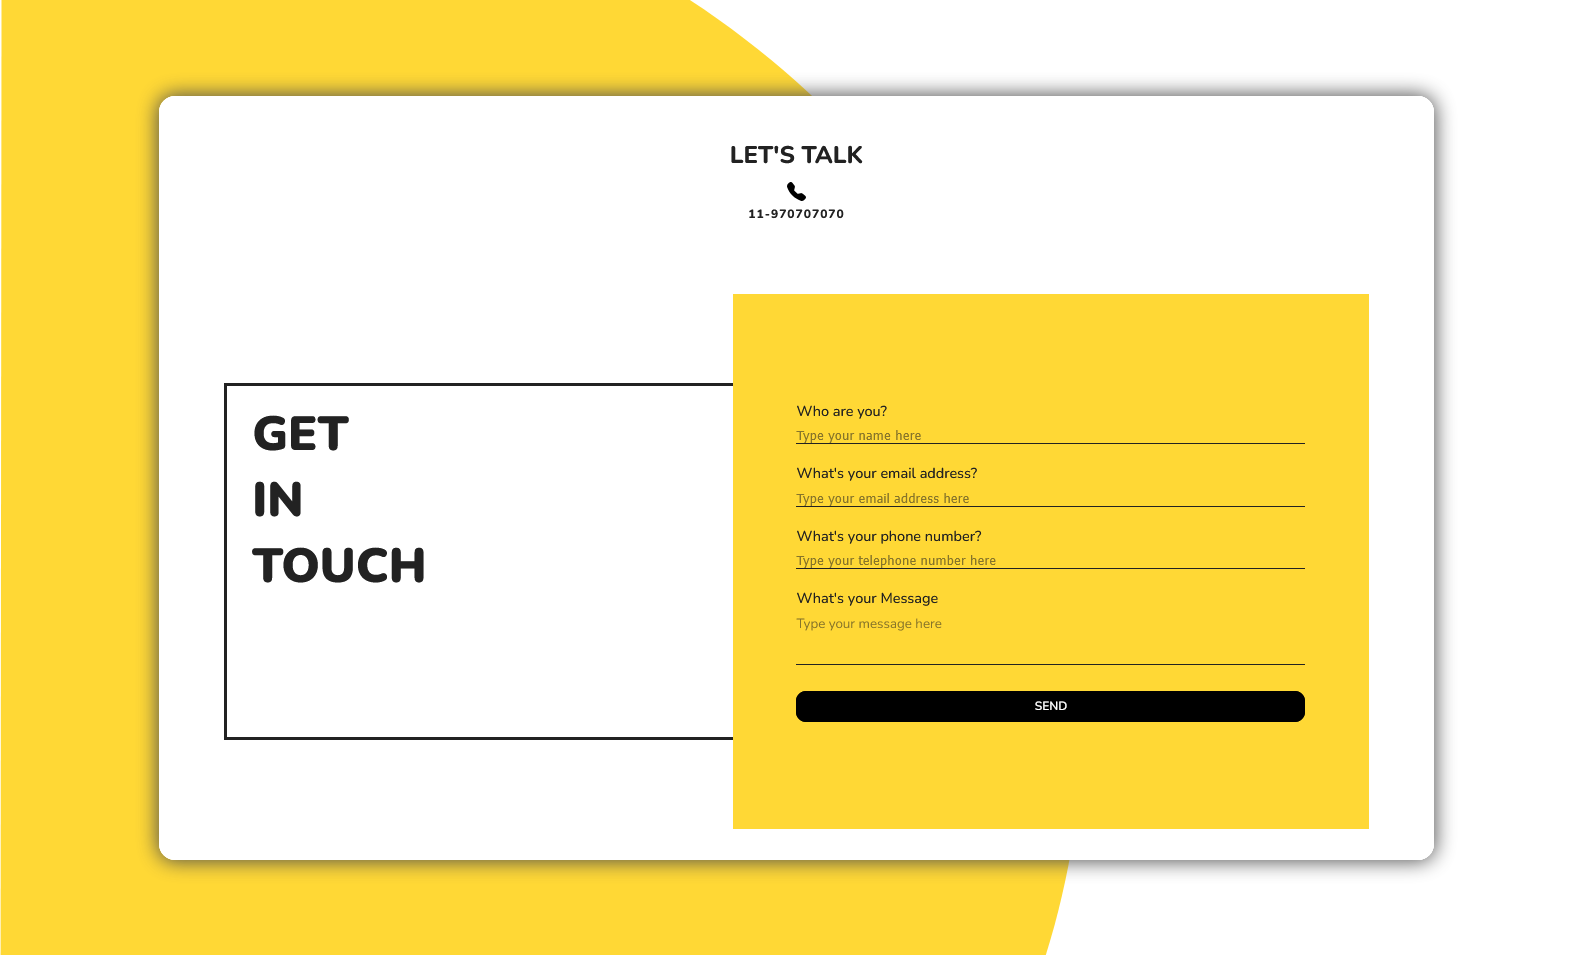 LET'S TALK
11-970707070
GET
IN
TOUCH
Who are you?
Type your name here
What's your email address?
Type your email address here
What's your phone number?
Type your telephone number here
What's your Message
Type your message here
SEND